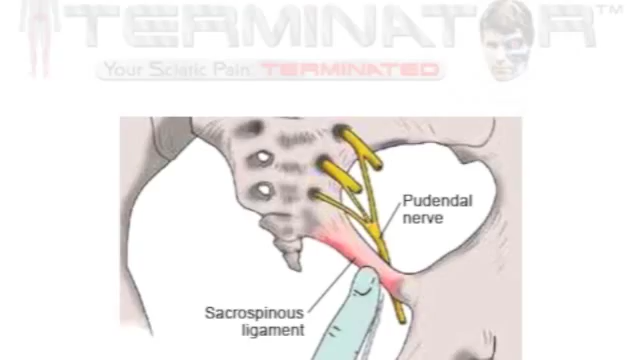 TERMINATOR™
Your Sciatic Pain: TERMINATED
Pudendal
nerve
Sacrospinous
ligament